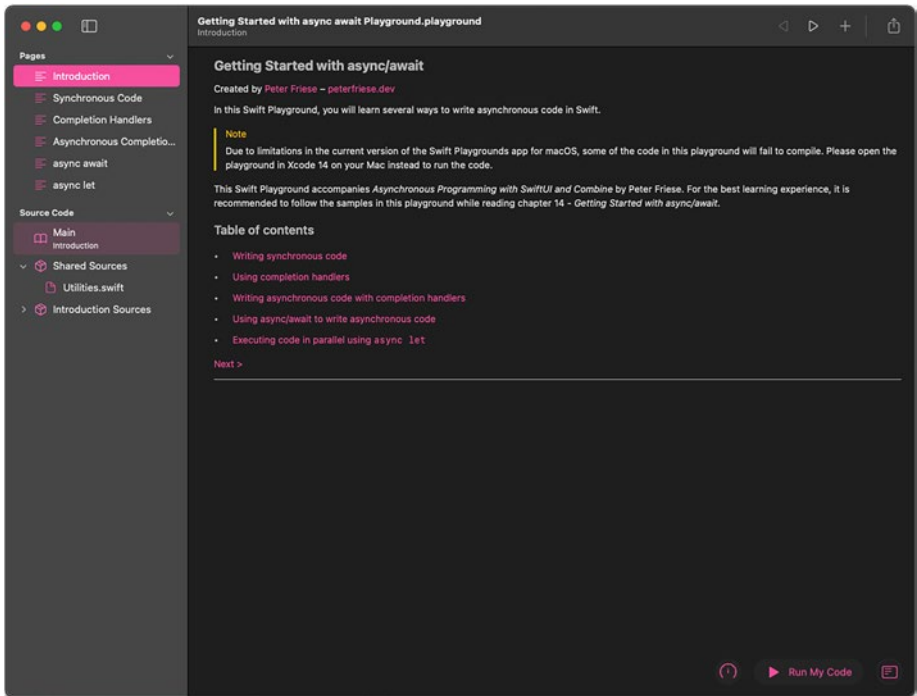 Getting Started with async await Playground.playground
Introduction
Pages
Introduction
Synchronous Code
Completion Handlers
Asynchronous Completio...
async await
async let
Source Code
Main
Introduction
Shared Sources
Utilities.swift
Introduction Sources
Getting Started with async/await
Created by Peter Friese – peterfriese.dev
In this Swift Playground, you will learn several ways to write asynchronous code in Swift.
Note
Due to limitations in the current version of the Swift Playgrounds app for macOS, some of the code in this playground will fail to compile. Please open the
playground in Xcode 14 on your Mac instead to run the code.
This Swift Playground accompanies Asynchronous Programming with SwiftUI and Combine by Peter Friese. For the best learning experience, it is
recommended to follow the samples in this playground while reading chapter 14 - Getting Started with async/await.
Table of contents
• Writing synchronous code
• Using completion handlers
• Writing asynchronous code with completion handlers
• Using async/await to write asynchronous code
• Executing code in parallel using async let
Next >
Run My Code